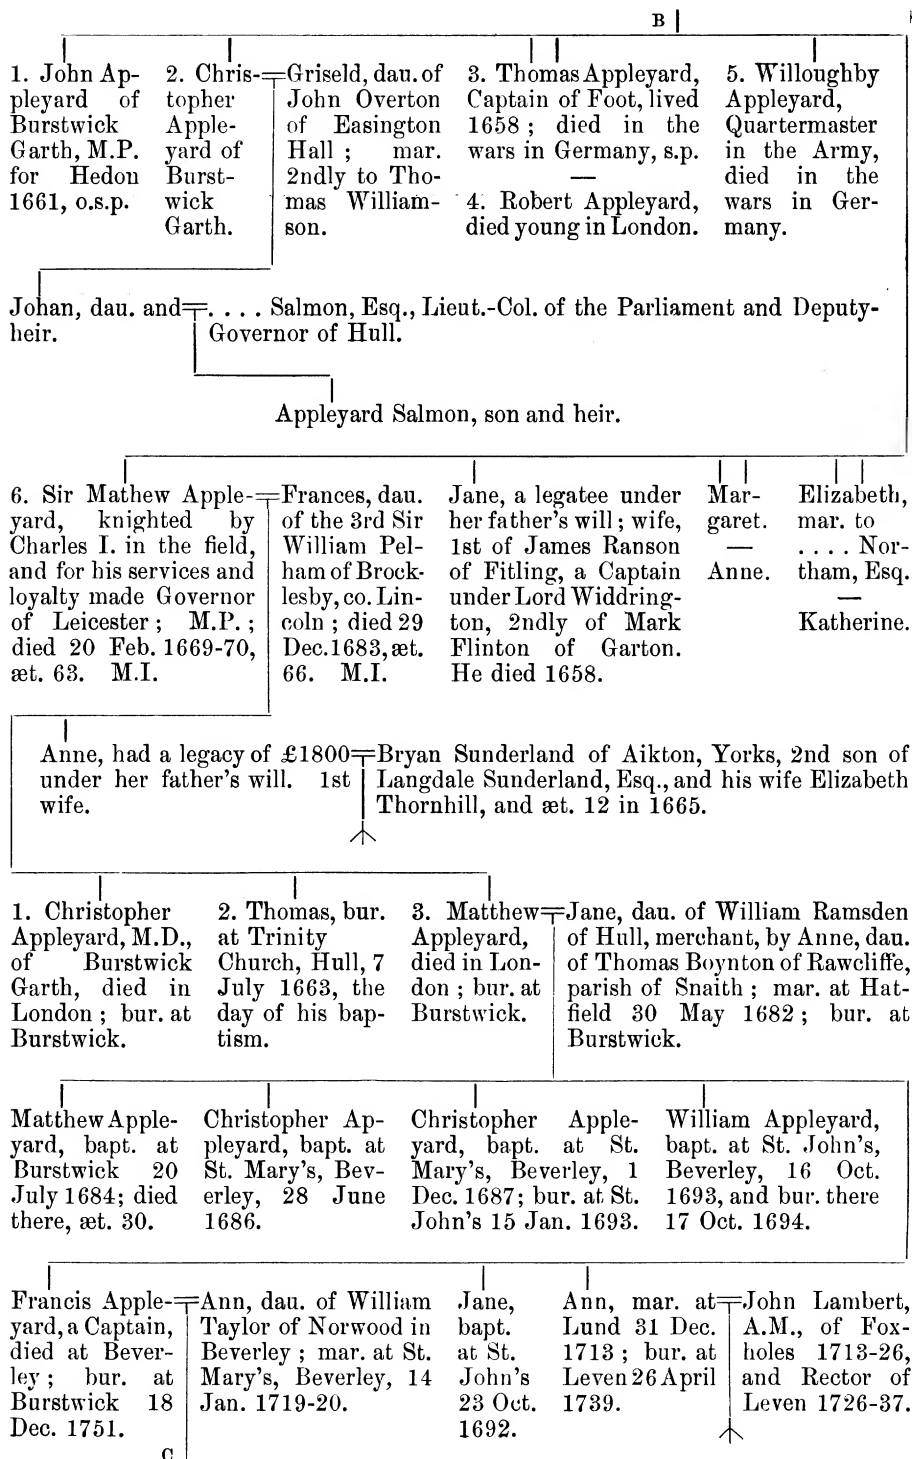 B
1. John Ap-
pleyard of
Burstwick
Garth, M.P.
for Hedon
1661, o.s.p.
2. Chris-
topher
Apple-
yard of
Burst-
wick
Garth.
Griseld, dau. of
John Overton
of Easington
Hall ; mar.
2ndly to Tho-
mas William-
son.
3. Thomas Appleyard,
Captain of Foot, lived
1658 ; died in the
wars in Germany, s.p.
—
4. Robert Appleyard,
died young in London.
5. Willoughby
Appleyard,
Quartermaster
in the Army,
died in the
wars in Ger-
many.
Johan, dau. and
heir.
. . . . Salmon, Esq., Lieut.-Col. of the Parliament and Deputy-
Governor of Hull.
Appleyard Salmon, son and heir.
6. Sir Mathew Apple-
yard, knighted by
Charles I. in the field,
and for his services and
loyalty made Governor
of Leicester ; M.P. ;
died 20 Feb. 1669-70,
æt. 63. M.I.
Frances, dau.
of the 3rd Sir
William Pel-
ham of Brock-
lesby, co. Lin-
coln ; died 29
Dec. 1683, æt.
66. M.I.
Jane, a legatee under
her father's will ; wife,
1st of James Ranson
of Fitling, a Captain
under Lord Widdring-
ton, 2ndly of Mark
Flinton of Garton.
He died 1658.
Mar-
garet.
—
Anne.
Elizabeth,
mar. to
. . . . Nor-
tham, Esq.
—
Katherine.
Anne, had a legacy of £1800
under her father's will. 1st
wife.
Bryan Sunderland of Aikton, Yorks, 2nd son of
Langdale Sunderland, Esq., and his wife Elizabeth
Thornhill, and æt. 12 in 1665.
1. Christopher
Appleyard, M.D.,
of Burstwick
Garth, died in
London ; bur. at
Burstwick.
2. Thomas, bur.
at Trinity
Church, Hull, 7
July 1663, the
day of his bap-
tism.
3. Matthew
Appleyard,
died in Lon-
don ; bur. at
Burstwick.
Jane, dau. of William Ramsden
of Hull, merchant, by Anne, dau.
of Thomas Boynton of Rawcliffe,
parish of Snaith ; mar. at Hat-
field 30 May 1682 ; bur. at
Burstwick.
Matthew Apple-
yard, bapt. at
Burstwick 20
July 1684; died
there, æt. 30.
Christopher Ap-
pleyard, bapt. at
St. Mary's, Bev-
erley, 28 June
1686.
Christopher Apple-
yard, bapt. at St.
Mary's, Beverley, 1
Dec. 1687; bur. at St.
John's 15 Jan. 1693.
William Appleyard,
bapt. at St. John's,
Beverley, 16 Oct.
1693, and bur. there
17 Oct. 1694.
Francis Apple-
yard, a Captain,
died at Bever-
ley ; bur. at
Burstwick 18
Dec. 1751.
Ann, dau. of William
Taylor of Norwood in
Beverley ; mar. at St.
Mary's, Beverley, 14
Jan. 1719-20.
Jane,
bapt.
at St.
John's
23 Oct.
1692.
Ann, mar. at
Lund 31 Dec.
1713 ; bur. at
Leven 26 April
1739.
John Lambert,
A.M., of Fox-
holes 1713-26,
and Rector of
Leven 1726-37.
C